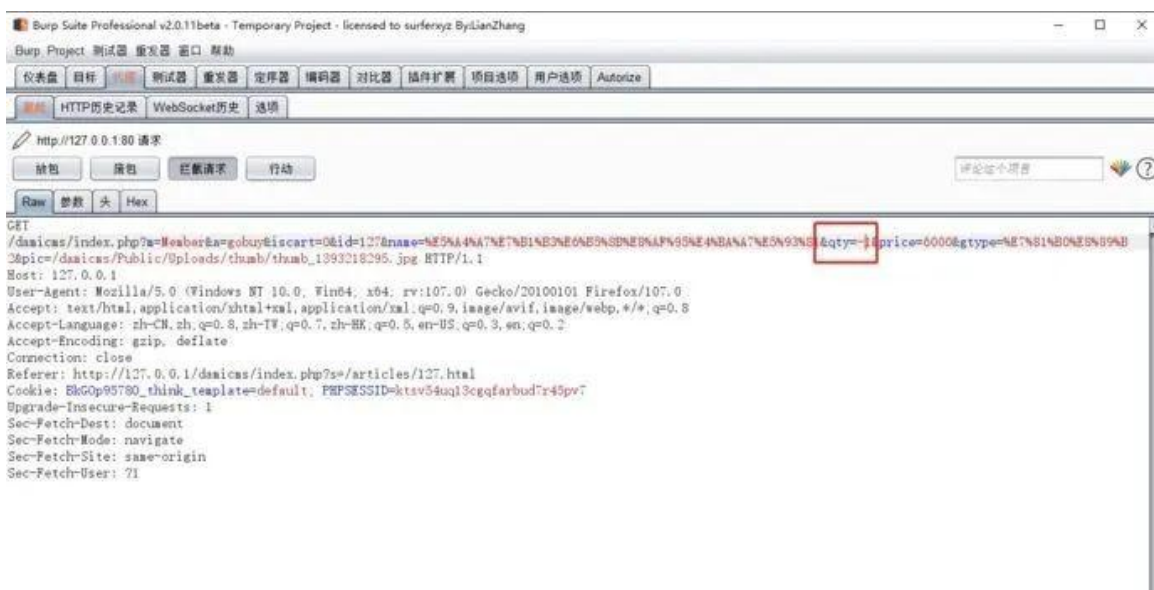 Burp Suite Professional v2.0.11beta - Temporary Project - licensed to surferxyz By:LianZhang
Burp Project 测试器 重发器 窗口 帮助
仪表盘 目标 代理 测试器 重发器 定序器 编码器 对比器 插件扩展 项目选项 用户选项 Autorize
HTTP历史记录 WebSocket历史 选项
http://127.0.0.1:80 请求
放包 废包 拦截请求 行动 评论这个项目 ?
Raw 参数 头 Hex
GET
/damicms/index.php?m=Member&a=gobuy&iscart=0&id=127&name=%E5%A4%A7%E7%B1%B3%E6%B5%8B%E8%AF%95%E4%BA%A7%E5%93%81&qty=-1&price=6000&gtype=%E7%81%B0%E8%89%B
2&pic=/damicms/Public/Uploads/thumb/thumb_1393218295.jpg HTTP/1.1
Host: 127.0.0.1
User-Agent: Mozilla/5.0 (Windows NT 10.0; Win64; x64; rv:107.0) Gecko/20100101 Firefox/107.0
Accept: text/html,application/xhtml+xml,application/xml;q=0.9,image/avif,image/webp,*/*;q=0.8
Accept-Language: zh-CN,zh;q=0.8,zh-TW;q=0.7,zh-HK;q=0.5,en-US;q=0.3,en;q=0.2
Accept-Encoding: gzip, deflate
Connection: close
Referer: http://127.0.0.1/damicms/index.php?s=/articles/127.html
Cookie: BkGOp95780_think_template=default; PHPSESSID=ktsv54uq13cgqfarbud7r45pv7
Upgrade-Insecure-Requests: 1
Sec-Fetch-Dest: document
Sec-Fetch-Mode: navigate
Sec-Fetch-Site: same-origin
Sec-Fetch-User: ?1